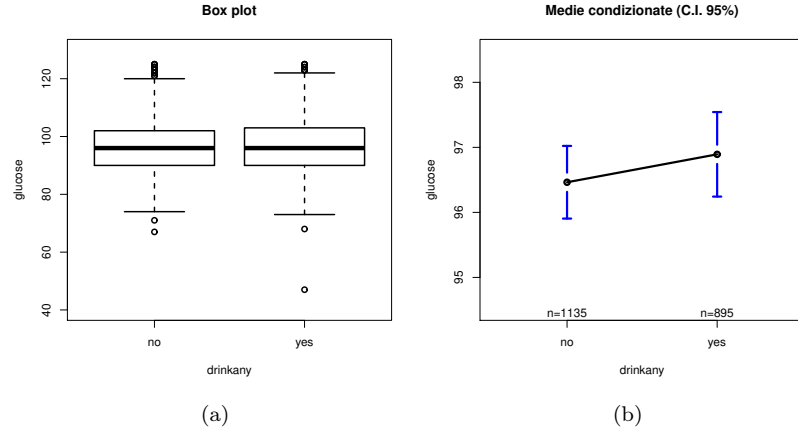 Box plot
120
100
80
60
40
glucose
no
yes
drinkany
(a)
Medie condizionate (C.I. 95%)
98
97
96
95
glucose
n=1135
n=895
no
yes
drinkany
(b)